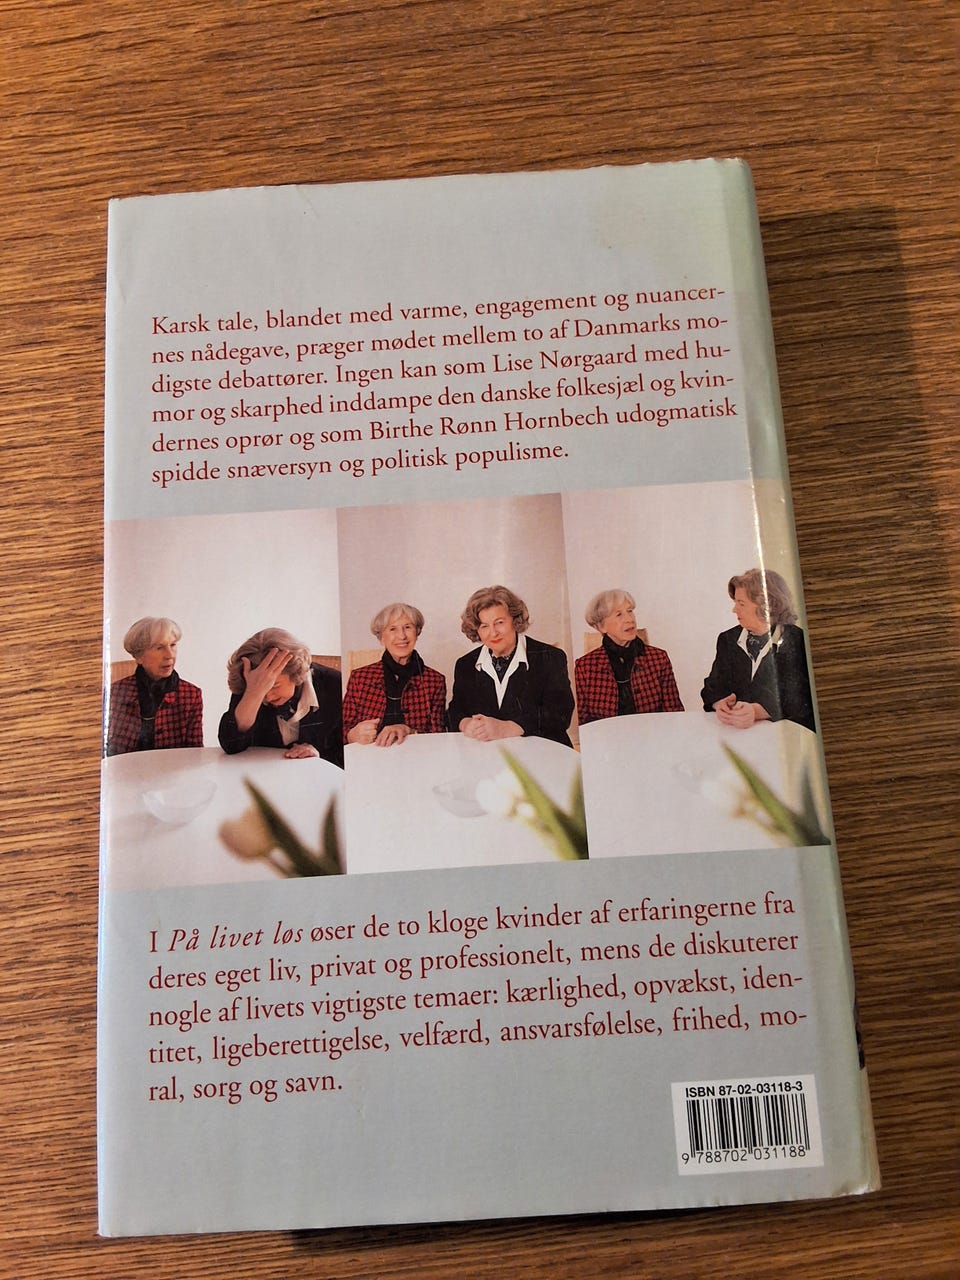 Karsk tale, blandet med varme, engagement og nuancer-
nes nådegave, præger mødet mellem to af Danmarks mo-
digste debattører. Ingen kan som Lise Nørgaard med hu-
mor og skarphed inddampe den danske folkesjæl og kvin-
dernes oprør og som Birthe Rønn Hornbech udogmatisk
spidde snæversyn og politisk populisme.
I På livet løs øser de to kloge kvinder af erfaringerne fra
deres eget liv, privat og professionelt, mens de diskuterer
nogle af livets vigtigste temaer: kærlighed, opvækst, iden-
titet, ligeberettigelse, velfærd, ansvarsfølelse, frihed, mo-
ral, sorg og savn.
ISBN 87-02-03118-3
9 788702 031188